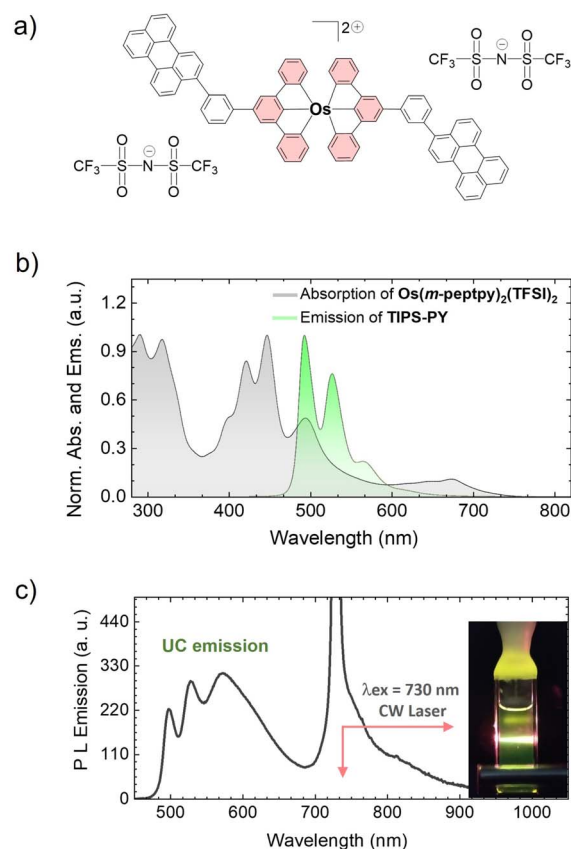 a)
2⊕
O O
CF₃ S N⊖ S CF₃
O O
Os
O O
CF₃ S N⊖ S CF₃
O O
b)
Absorption of Os(m-peptpy)₂(TFSI)₂
Emission of TIPS-PY
Norm. Abs. and Ems. (a.u.)
1.2
0.9
0.6
0.3
0.0
300 400 500 600 700 800
Wavelength (nm)
c)
UC emission
λex = 730 nm
CW Laser
P L Emission (a. u.)
440
330
220
110
0
450 500 600 700 800 900 1000
Wavelength (nm)